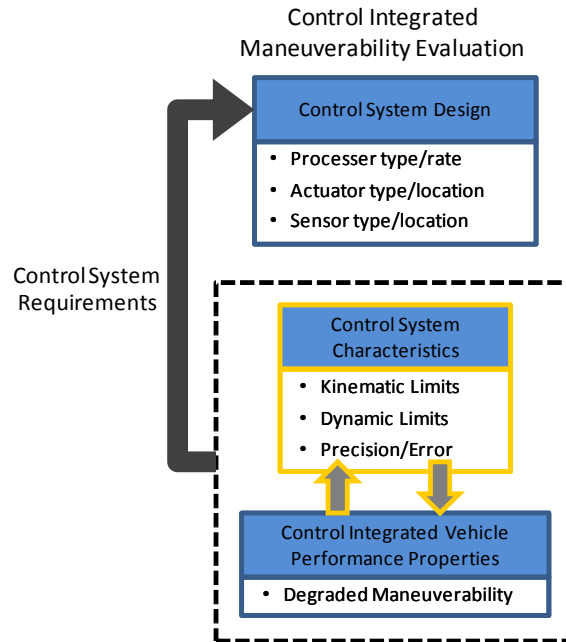 Control Integrated
Maneuverability Evaluation
Control System Design
• Processer type/rate
• Actuator type/location
• Sensor type/location
Control System
Requirements
Control System
Characteristics
• Kinematic Limits
• Dynamic Limits
• Precision/Error
Control Integrated Vehicle
Performance Properties
• Degraded Maneuverability